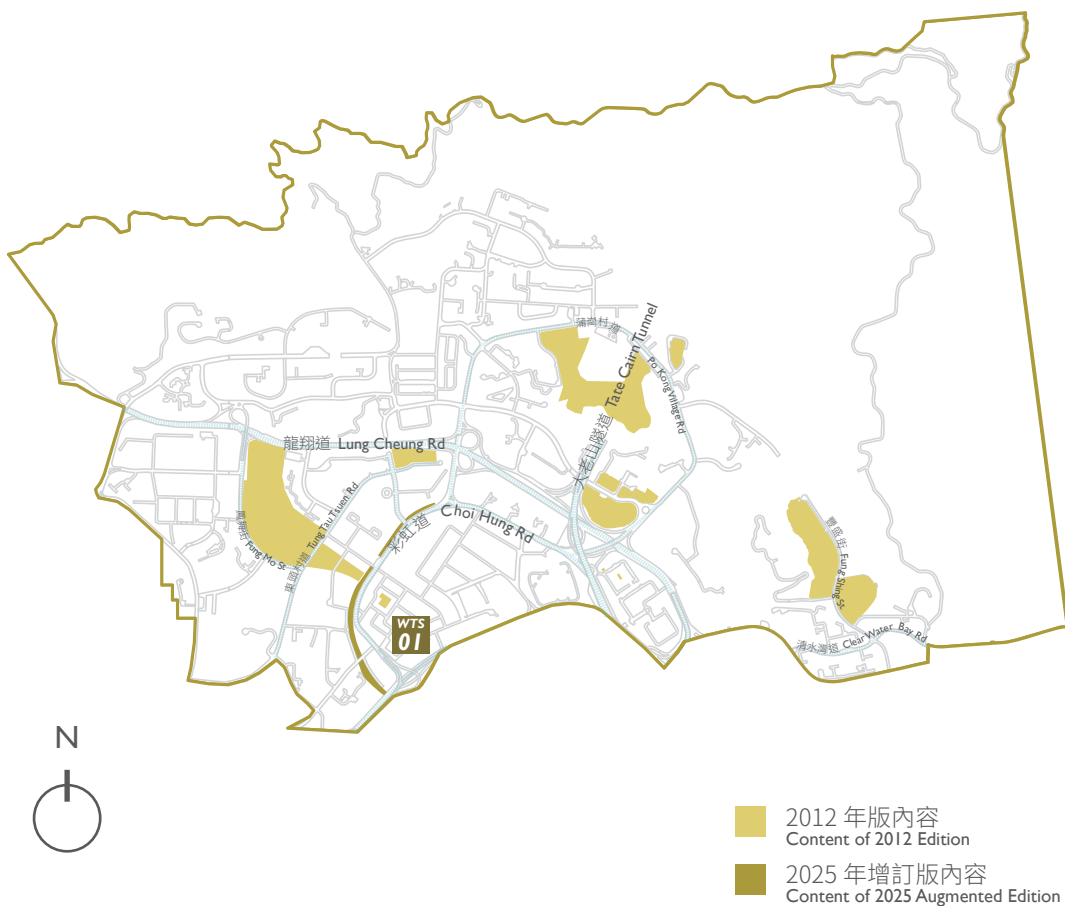 蒲崗村道
Tate Cairn Tunnel
大老山隧道
Po Kong Village Rd
龍翔道 Lung Cheung Rd
鳳舞街 Fung Mo St
東頭村道 Tung Tau Tsuen Rd
彩虹道
Choi Hung Rd
豐盛街 Fung Shing St
WTS
01
清水灣道 Clear Water Bay Rd
N
2012 年版內容
Content of 2012 Edition
2025 年增訂版內容
Content of 2025 Augmented Edition